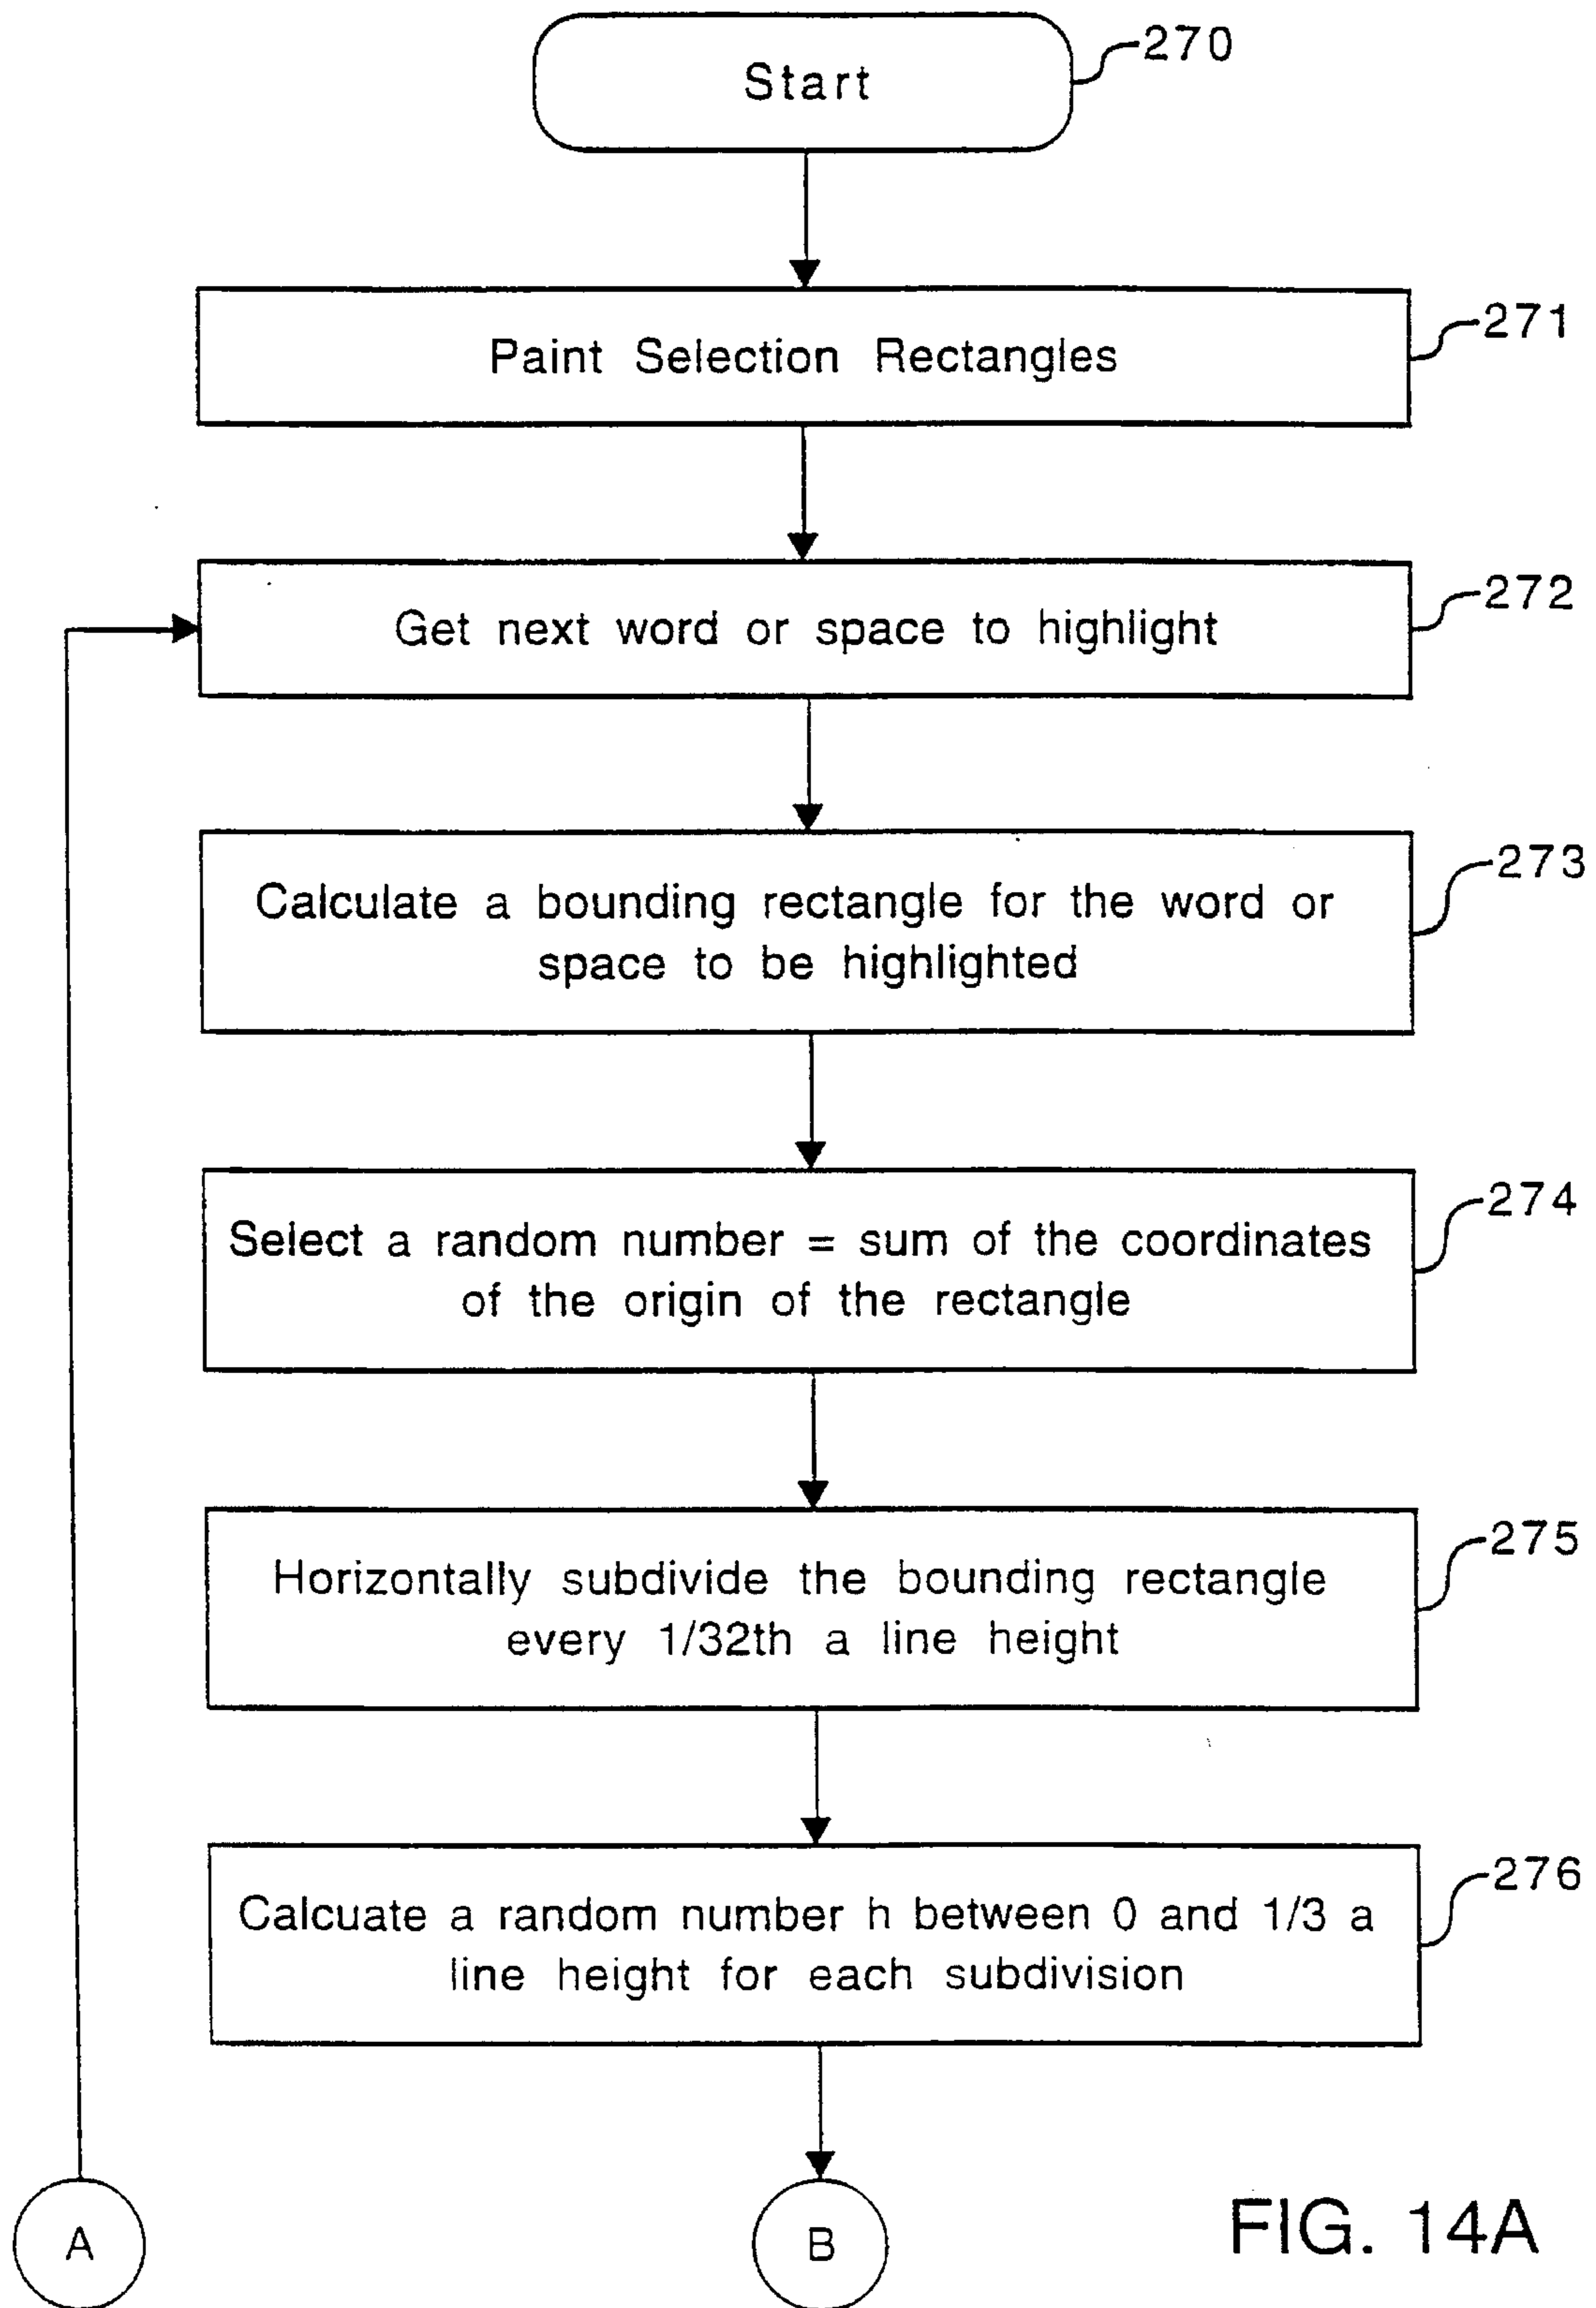 Start
270
Paint Selection Rectangles
271
Get next word or space to highlight
272
Calculate a bounding rectangle for the word or
space to be highlighted
273
Select a random number = sum of the coordinates
of the origin of the rectangle
274
Horizontally subdivide the bounding rectangle
every 1/32th a line height
275
Calcuate a random number h between 0 and 1/3 a
line height for each subdivision
276
A
B
FIG. 14A